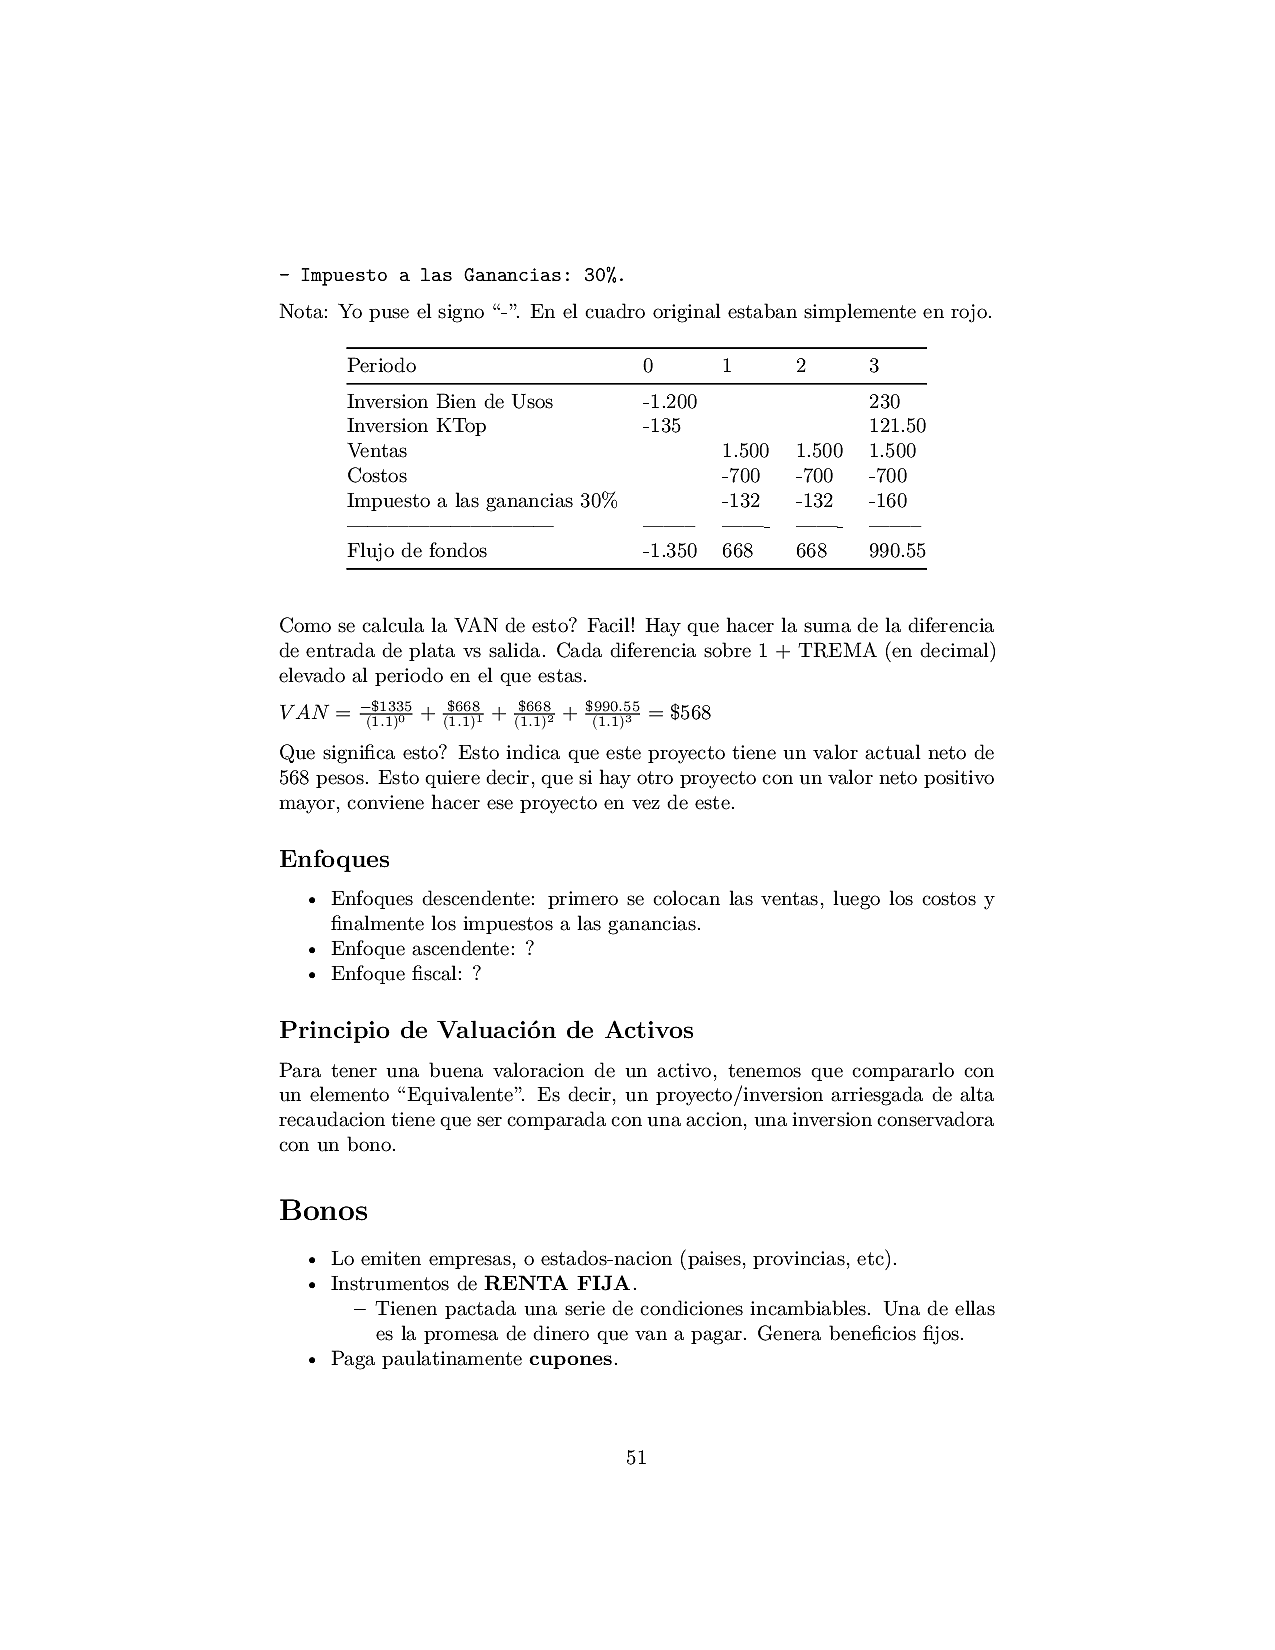 - Impuesto a las Ganancias: 30%.
Nota: Yo puse el signo “-”. En el cuadro original estaban simplemente en rojo.
Periodo 0 1 2 3
Inversion Bien de Usos -1.200 230
Inversion KTop -135 121.50
Ventas 1.500 1.500 1.500
Costos -700 -700 -700
Impuesto a las ganancias 30% -132 -132 -160
Flujo de fondos -1.350 668 668 990.55
Como se calcula la VAN de esto? Facil! Hay que hacer la suma de la diferencia
de entrada de plata vs salida. Cada diferencia sobre 1 + TREMA (en decimal)
elevado al periodo en el que estas.
VAN = −$1335/(1.1)^0 + $668/(1.1)^1 + $668/(1.1)^2 + $990.55/(1.1)^3 = $568
Que significa esto? Esto indica que este proyecto tiene un valor actual neto de
568 pesos. Esto quiere decir, que si hay otro proyecto con un valor neto positivo
mayor, conviene hacer ese proyecto en vez de este.
Enfoques
• Enfoques descendente: primero se colocan las ventas, luego los costos y
finalmente los impuestos a las ganancias.
• Enfoque ascendente: ?
• Enfoque fiscal: ?
Principio de Valuación de Activos
Para tener una buena valoracion de un activo, tenemos que compararlo con
un elemento “Equivalente”. Es decir, un proyecto/inversion arriesgada de alta
recaudacion tiene que ser comparada con una accion, una inversion conservadora
con un bono.
Bonos
• Lo emiten empresas, o estados-nacion (paises, provincias, etc).
• Instrumentos de RENTA FIJA.
– Tienen pactada una serie de condiciones incambiables. Una de ellas
es la promesa de dinero que van a pagar. Genera beneficios fijos.
• Paga paulatinamente cupones.
51